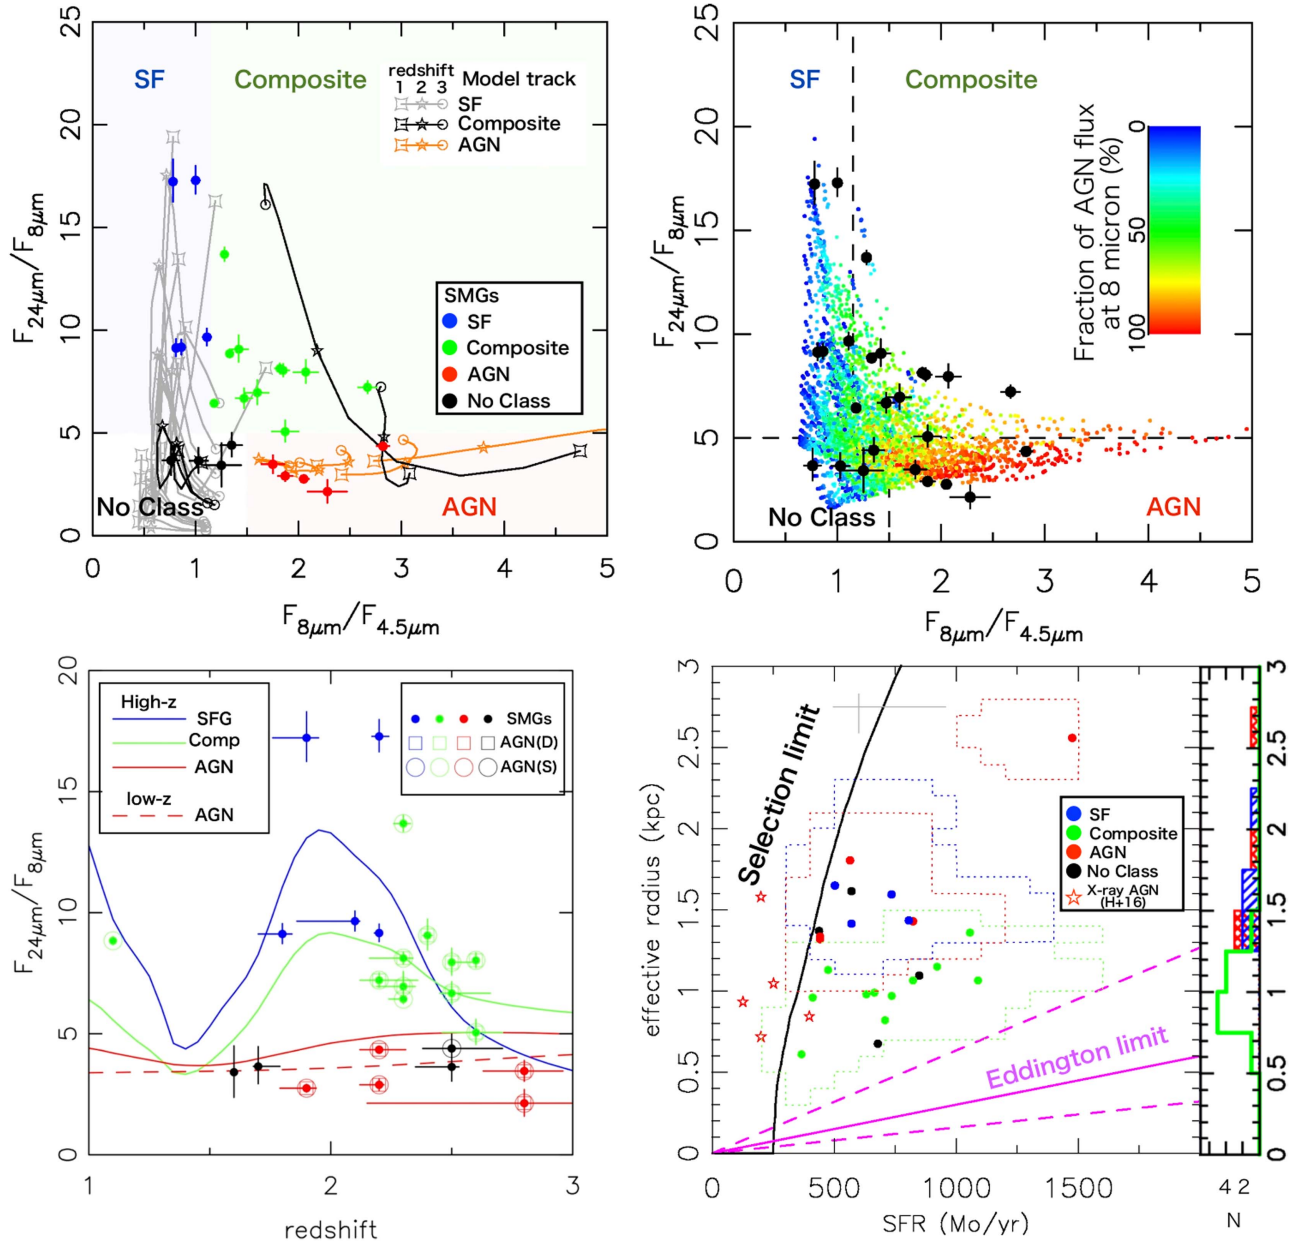 25
20
15
10
5
0
F24μm/F8μm
SF
Composite
redshift
1 2 3 Model track
SF
Composite
AGN
SMGs
SF
Composite
AGN
No Class
No Class
AGN
0 1 2 3 4 5
F8μm/F4.5μm
25
20
15
10
5
0
F24μm/F8μm
SF
Composite
Fraction of AGN flux
at 8 micron (%)
0
50
100
No Class
AGN
0 1 2 3 4 5
F8μm/F4.5μm
20
15
10
5
0
F24μm/F8μm
High-z
SFG
Comp
AGN
low-z
AGN
SMGs
AGN(D)
AGN(S)
1 2 3
redshift
3
2.5
2
1.5
1
0.5
0
effective radius (kpc)
Selection limit
SF
Composite
AGN
No Class
X-ray AGN
(H+16)
Eddington limit
0 500 1000 1500
SFR (Mo/yr)
3
2.5
2
1.5
1
0.5
0
4 2
N